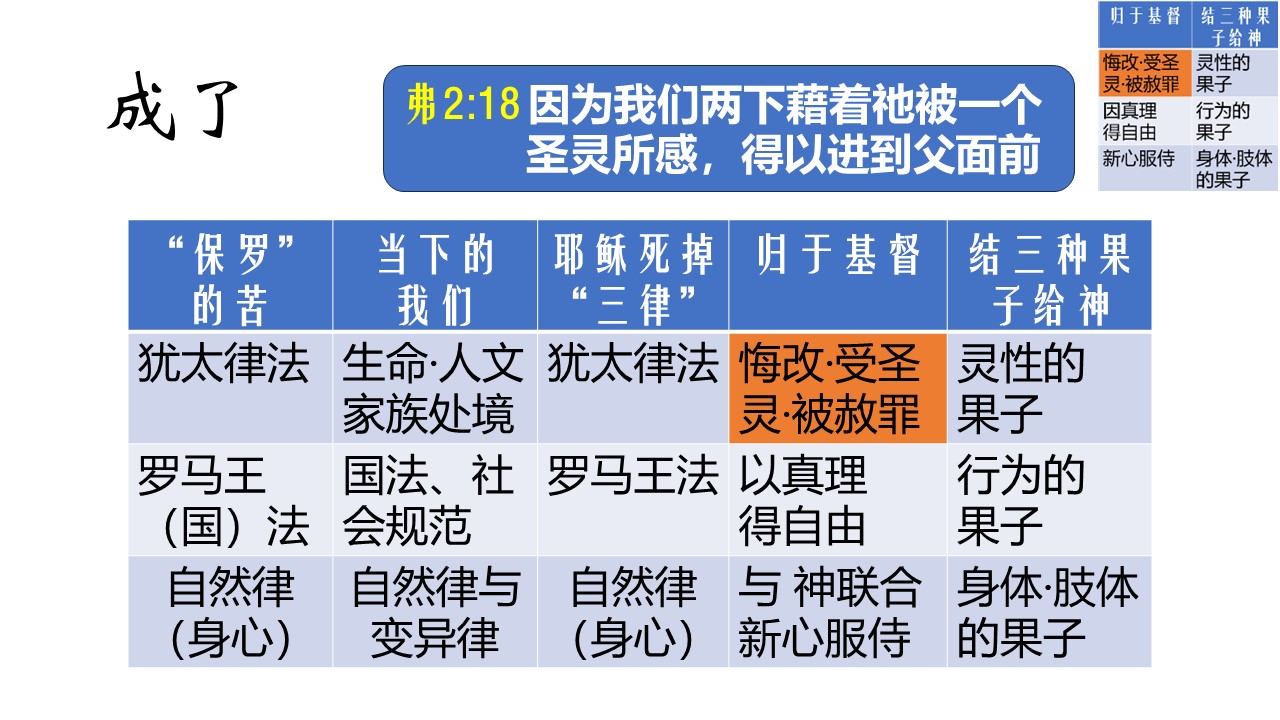 成了
弗 2:18 因为我们两下藉着祂被一个
圣灵所感，得以进到父面前
归于基督
结三种果
子给神
悔改·受圣
灵·被赦罪
灵性的
果子
因真理
得自由
行为的
果子
新心服侍
身体·肢体
的果子
“保罗”
的苦
当下的
我们
耶稣死掉
“三律”
归于基督
结三种果
子给神
犹太律法
生命·人文
家族处境
犹太律法
悔改·受圣
灵·被赦罪
灵性的
果子
罗马王
（国）法
国法、社
会规范
罗马王法
以真理
得自由
行为的
果子
自然律
（身心）
自然律与
变异律
自然律
（身心）
与 神联合
新心服侍
身体·肢体
的果子